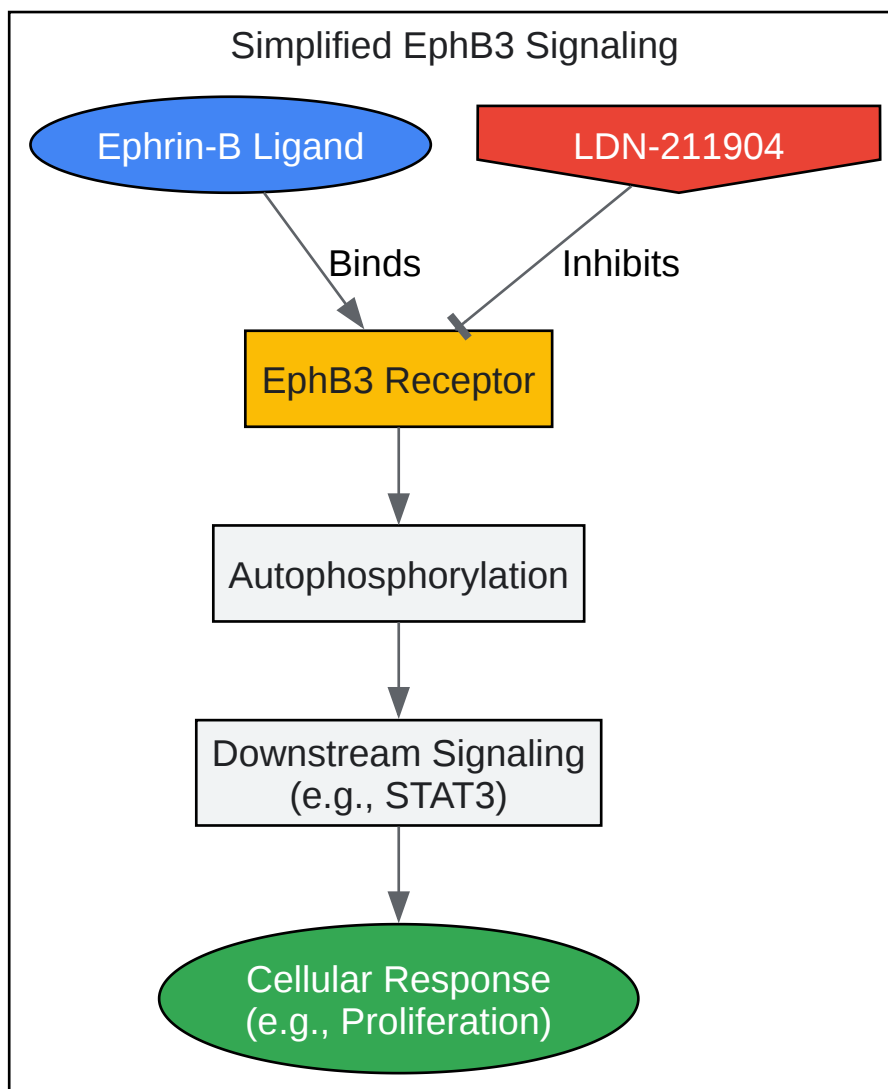 Simplified EphB3 Signaling
Ephrin-B Ligand
LDN-211904
Binds
Inhibits
EphB3 Receptor
Autophosphorylation
Downstream Signaling
(e.g., STAT3)
Cellular Response
(e.g., Proliferation)